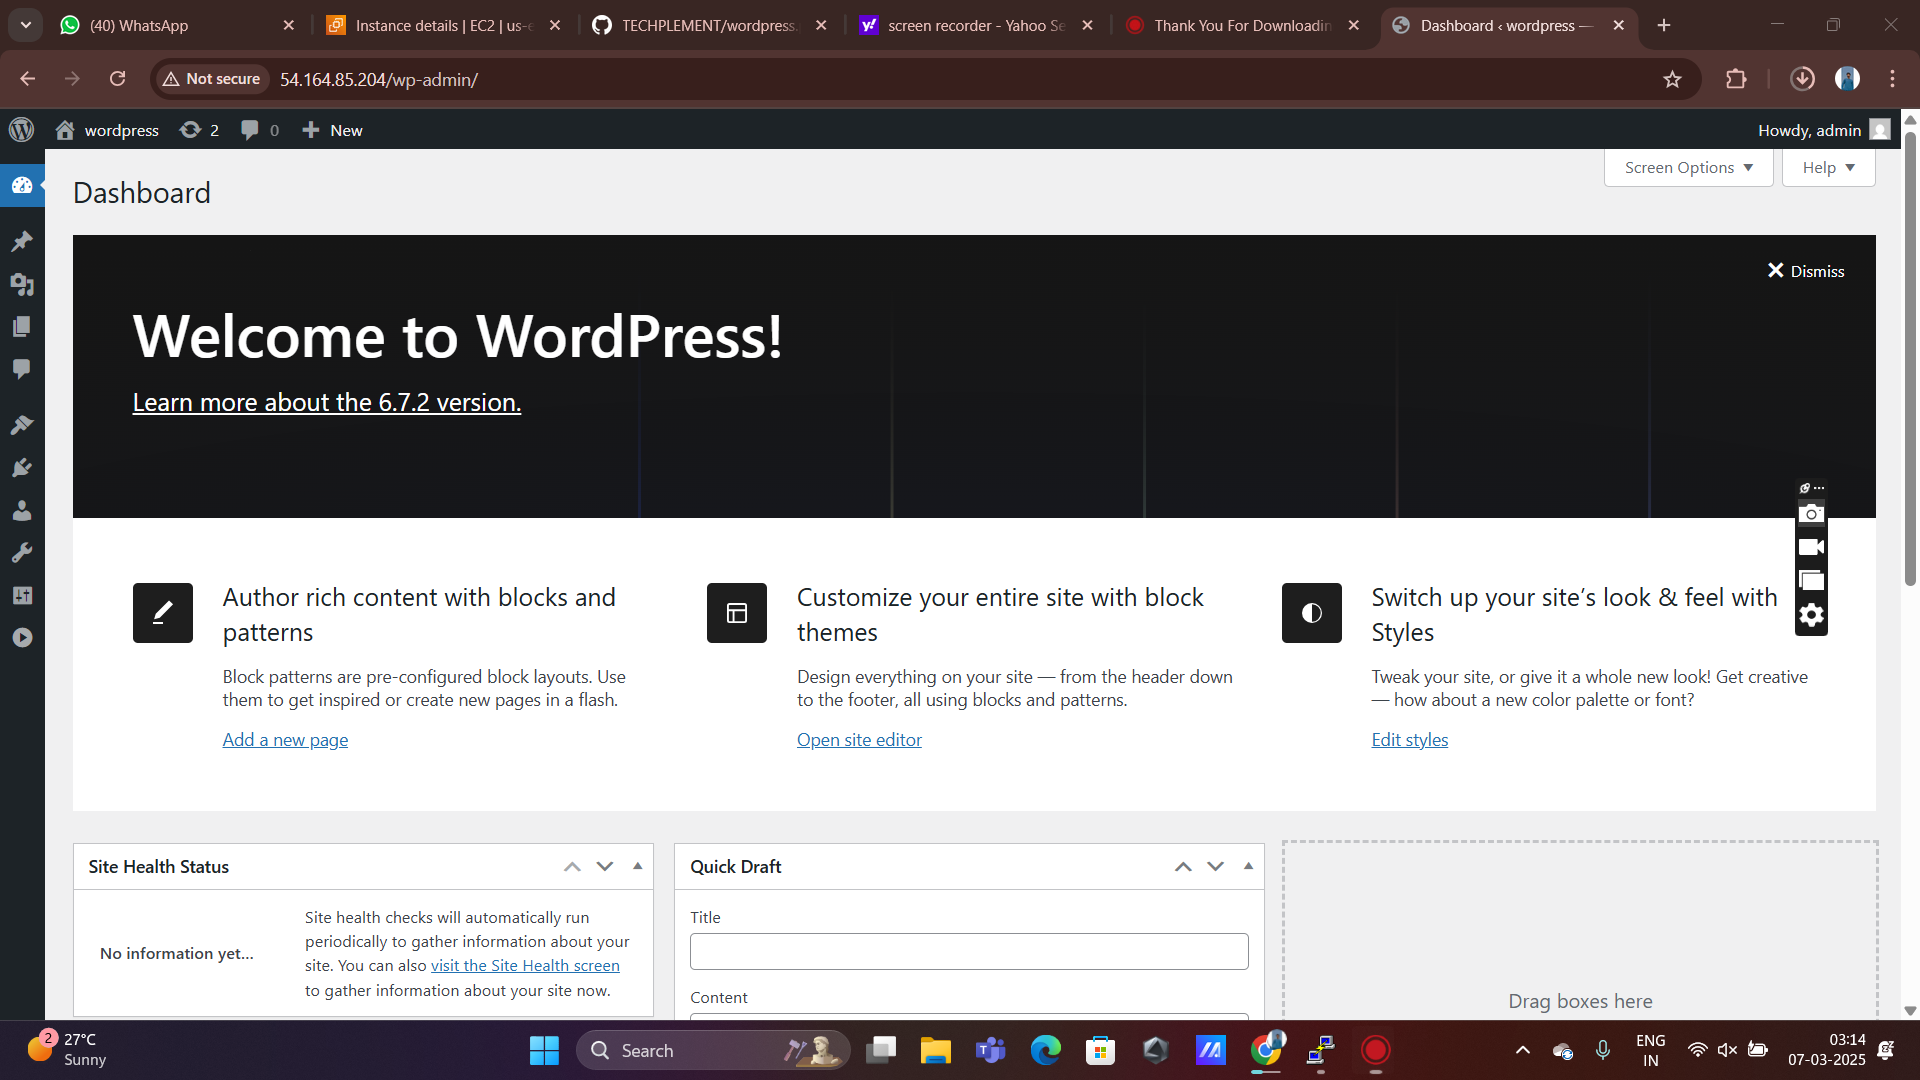 (40) WhatsApp
Instance details | EC2 | us-e
TECHPLEMENT/wordpress.
screen recorder - Yahoo Se
Thank You For Downloadin
Dashboard ‹ wordpress —
Not secure
54.164.85.204/wp-admin/
wordpress
2
0
New
Howdy, admin
Screen Options
Help
Dashboard
Dismiss
Welcome to WordPress!
Learn more about the 6.7.2 version.
Author rich content with blocks and
patterns
Block patterns are pre-configured block layouts. Use
them to get inspired or create new pages in a flash.
Add a new page
Customize your entire site with block
themes
Design everything on your site — from the header down
to the footer, all using blocks and patterns.
Open site editor
Switch up your site’s look & feel with
Styles
Tweak your site, or give it a whole new look! Get creative
— how about a new color palette or font?
Edit styles
Site Health Status
No information yet...
Site health checks will automatically run
periodically to gather information about your
site. You can also visit the Site Health screen
to gather information about your site now.
Quick Draft
Title
Content
Drag boxes here
2
27°C
Sunny
Search
ENG
IN
03:14
07-03-2025